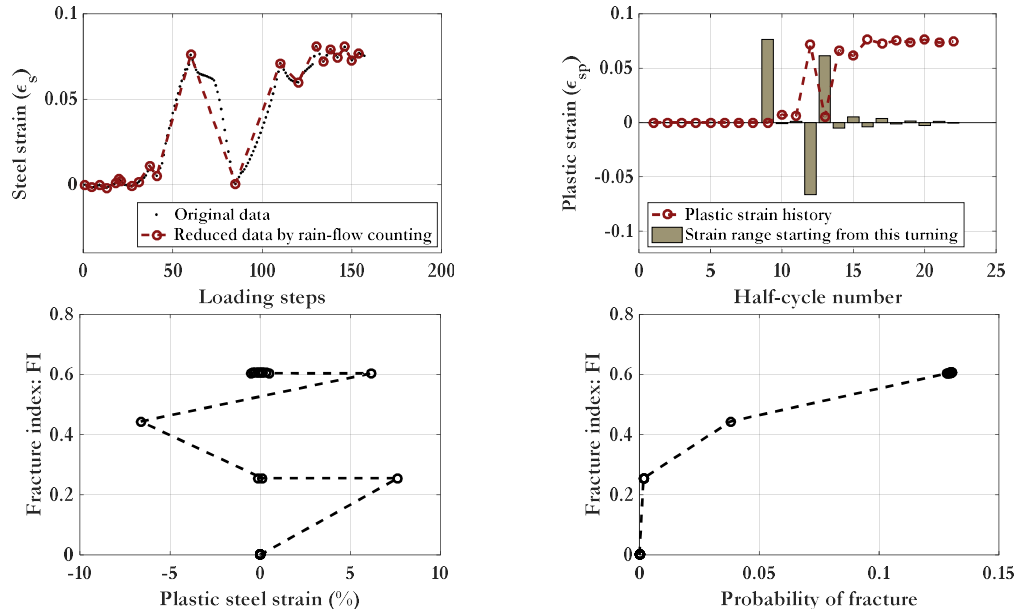 0.1
0.05
0
Steel strain (ϵs)
Original data
Reduced data by rain-flow counting
0 50 100 150 200
Loading steps
0.1
0.05
0
-0.05
-0.1
Plastic strain (ϵsp)
Plastic strain history
Strain range starting from this turning
0 5 10 15 20 25
Half-cycle number
0.8
0.6
0.4
0.2
0
Fracture index: FI
-10 -5 0 5 10
Plastic steel strain (%)
0.8
0.6
0.4
0.2
0
Fracture index: FI
0 0.05 0.1 0.15
Probability of fracture